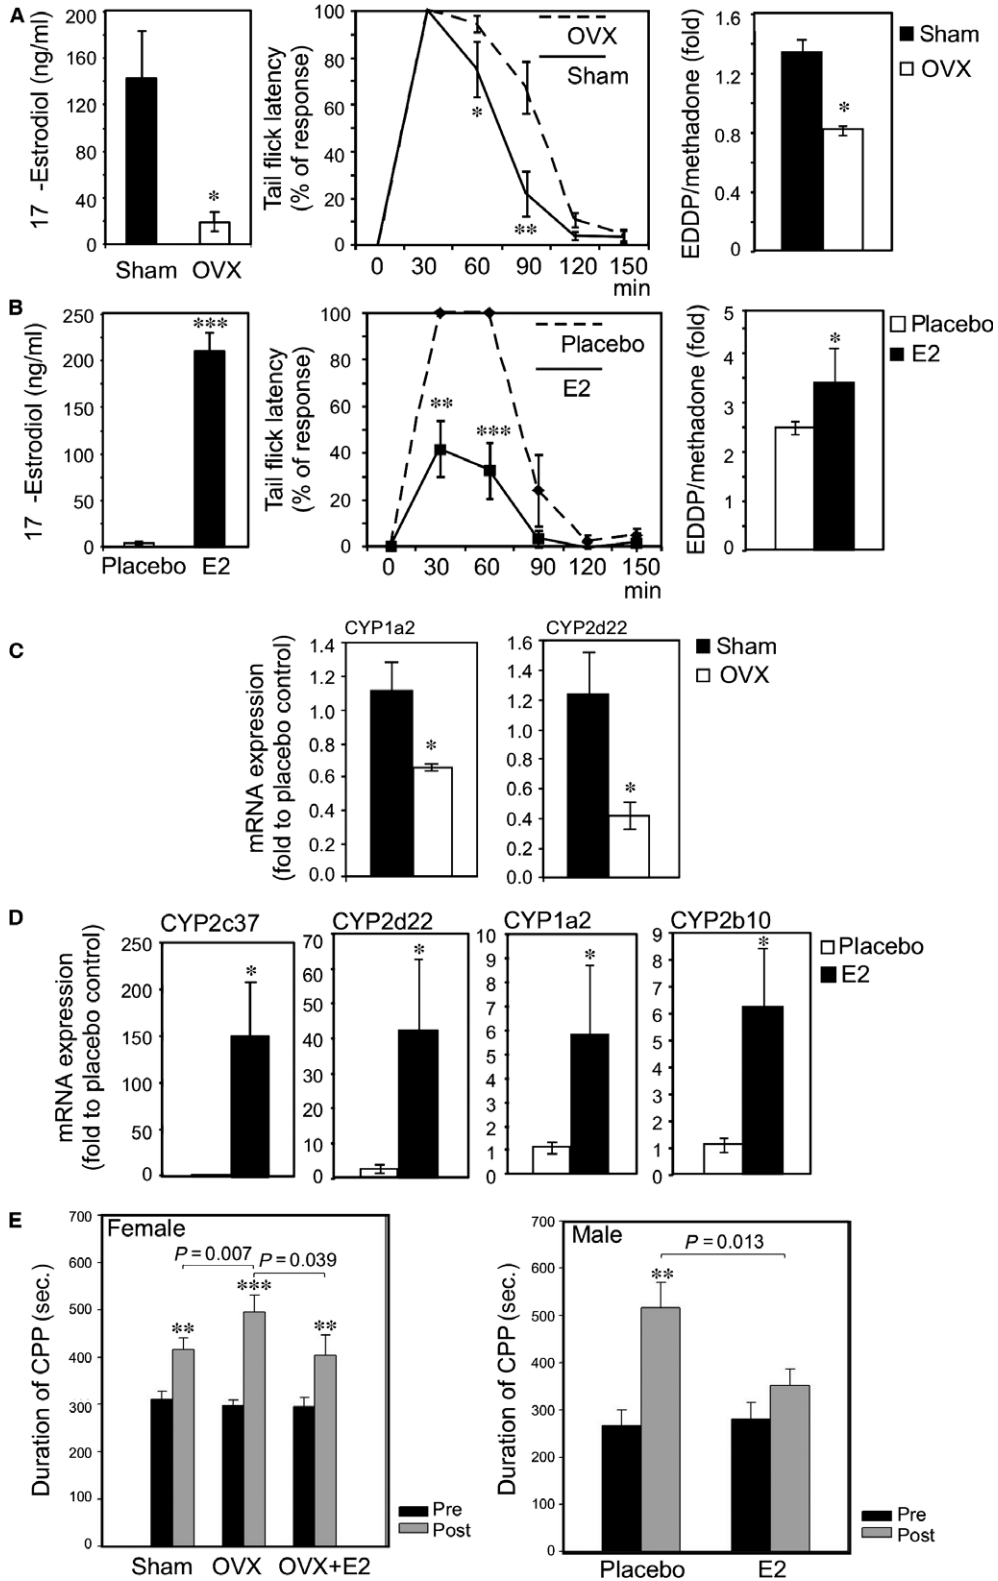 A
17 -Estrodiol (ng/ml)
200
160
120
80
40
0
*
Sham OVX
Tail flick latency
(% of response)
100
80
60
40
20
0
OVX
Sham
*
**
0 30 60 90 120 150
min
EDDP/methadone (fold)
1.6
1.2
0.8
0.4
0
*
Sham
OVX
B
17 -Estrodiol (ng/ml)
250
200
150
100
50
0
***
Placebo E2
Tail flick latency
(% of response)
100
80
60
40
20
0
Placebo
E2
**
***
0 30 60 90 120 150
min
EDDP/methadone (fold)
5
4
3
2
1
0
*
Placebo
E2
C
mRNA expression
(fold to placebo control)
CYP1a2
1.4
1.2
1.0
0.8
0.6
0.4
0.2
0.0
*
CYP2d22
1.6
1.4
1.2
1.0
0.8
0.6
0.4
0.2
0.0
*
Sham
OVX
D
mRNA expression
(fold to placebo control)
CYP2c37
250
200
150
100
50
0
*
CYP2d22
70
60
50
40
30
20
10
0
*
CYP1a2
10
9
8
7
6
5
4
3
2
1
0
*
CYP2b10
9
8
7
6
5
4
3
2
1
0
*
Placebo
E2
E
Duration of CPP (sec.)
700
600
500
400
300
200
100
0
Female
P = 0.007
P = 0.039
**
***
**
Sham OVX OVX+E2
Pre
Post
Duration of CPP (sec.)
700
600
500
400
300
200
100
0
Male
P = 0.013
**
Placebo E2
Pre
Post